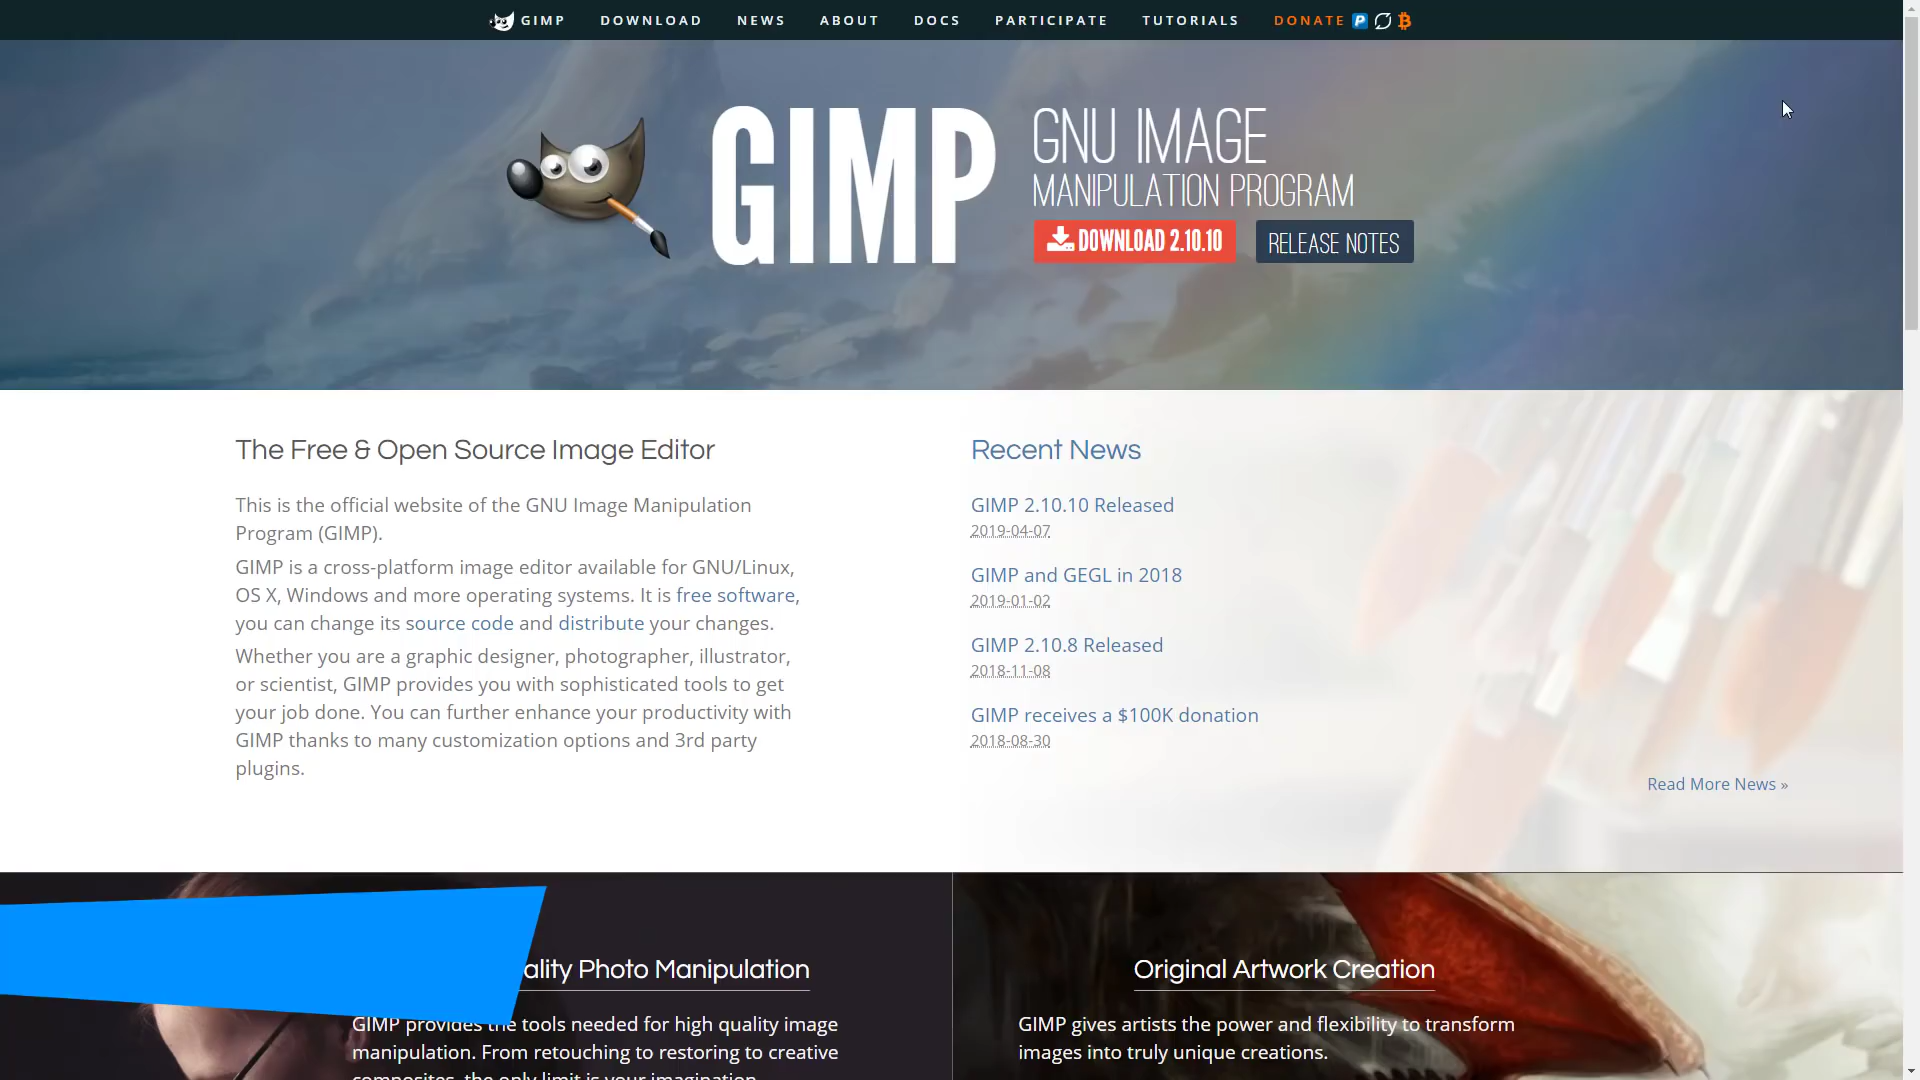 GIMP DOWNLOAD NEWS ABOUT DOCS PARTICIPATE TUTORIALS DONATE
GIMP
GNU IMAGE
MANIPULATION PROGRAM
DOWNLOAD 2.10.10 RELEASE NOTES
The Free & Open Source Image Editor
This is the official website of the GNU Image Manipulation
Program (GIMP).
GIMP is a cross-platform image editor available for GNU/Linux,
OS X, Windows and more operating systems. It is free software,
you can change its source code and distribute your changes.
Whether you are a graphic designer, photographer, illustrator,
or scientist, GIMP provides you with sophisticated tools to get
your job done. You can further enhance your productivity with
GIMP thanks to many customization options and 3rd party
plugins.
Recent News
GIMP 2.10.10 Released
2019-04-07
GIMP and GEGL in 2018
2019-01-02
GIMP 2.10.8 Released
2018-11-08
GIMP receives a $100K donation
2018-08-30
Read More News »
ality Photo Manipulation
GIMP provides the tools needed for high quality image
manipulation. From retouching to restoring to creative
composites, the only limit is your imagination.
Original Artwork Creation
GIMP gives artists the power and flexibility to transform
images into truly unique creations.